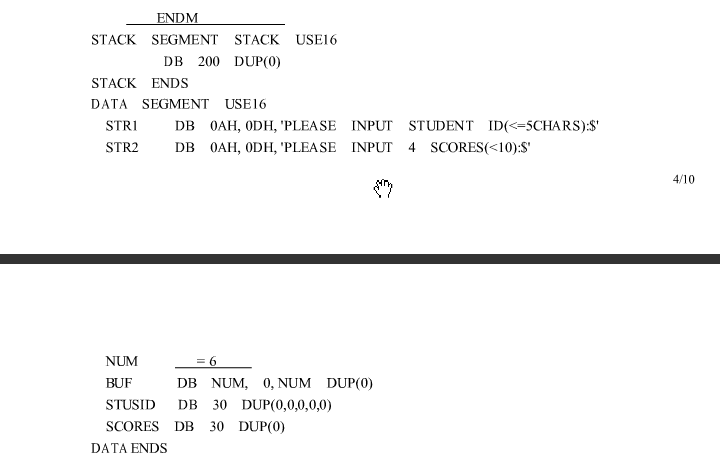 ENDM
STACK SEGMENT STACK USE16
DB 200 DUP(0)
STACK ENDS
DATA SEGMENT USE16
STR1 DB 0AH, 0DH, 'PLEASE INPUT STUDENT ID(<=5CHARS):$'
STR2 DB 0AH, 0DH, 'PLEASE INPUT 4 SCORES(<10):$'
4/10
NUM = 6
BUF DB NUM, 0, NUM DUP(0)
STUSID DB 30 DUP(0,0,0,0,0)
SCORES DB 30 DUP(0)
DATA ENDS